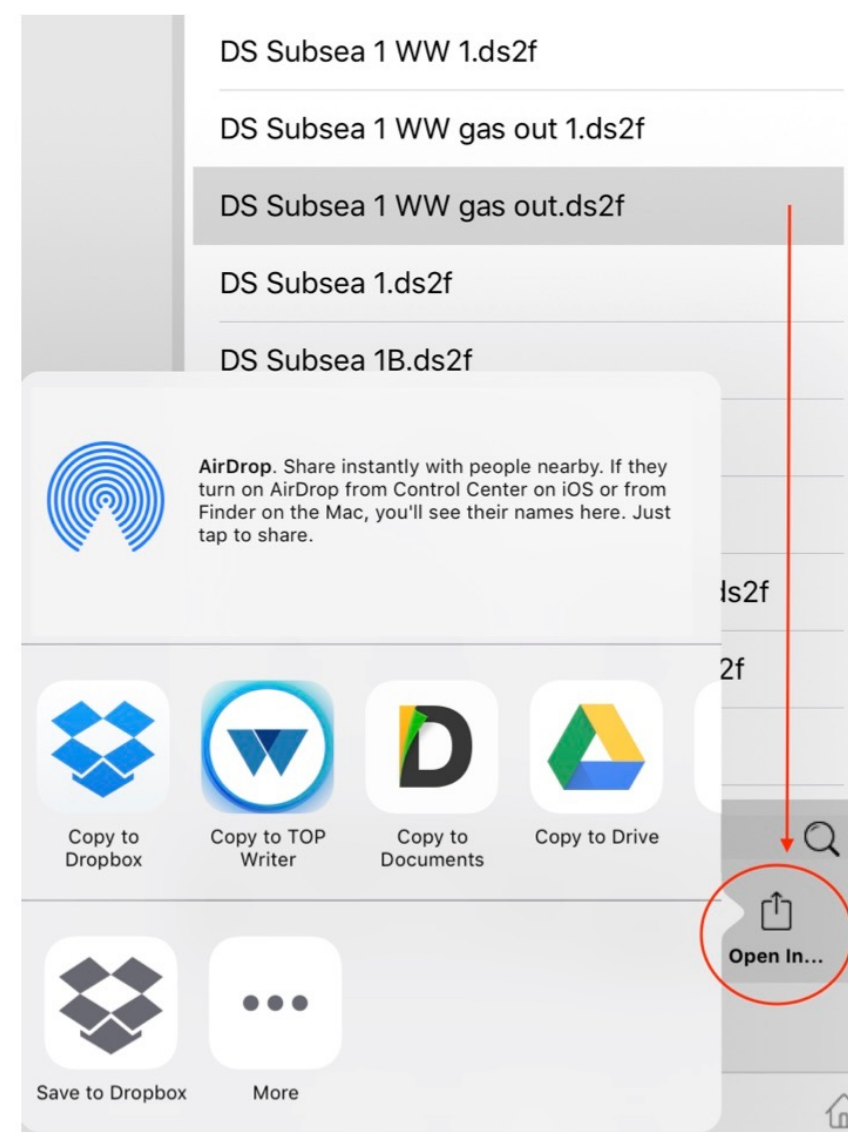 DS Subsea 1 WW 1.ds2f
DS Subsea 1 WW gas out 1.ds2f
DS Subsea 1 WW gas out.ds2f
DS Subsea 1.ds2f
DS Subsea 1B.ds2f
AirDrop. Share instantly with people nearby. If they
turn on AirDrop from Control Center on iOS or from
Finder on the Mac, you'll see their names here. Just
tap to share.
ds2f
2f
Copy to
Dropbox
Copy to TOP
Writer
Copy to
Documents
Copy to Drive
Open In...
Save to Dropbox
More